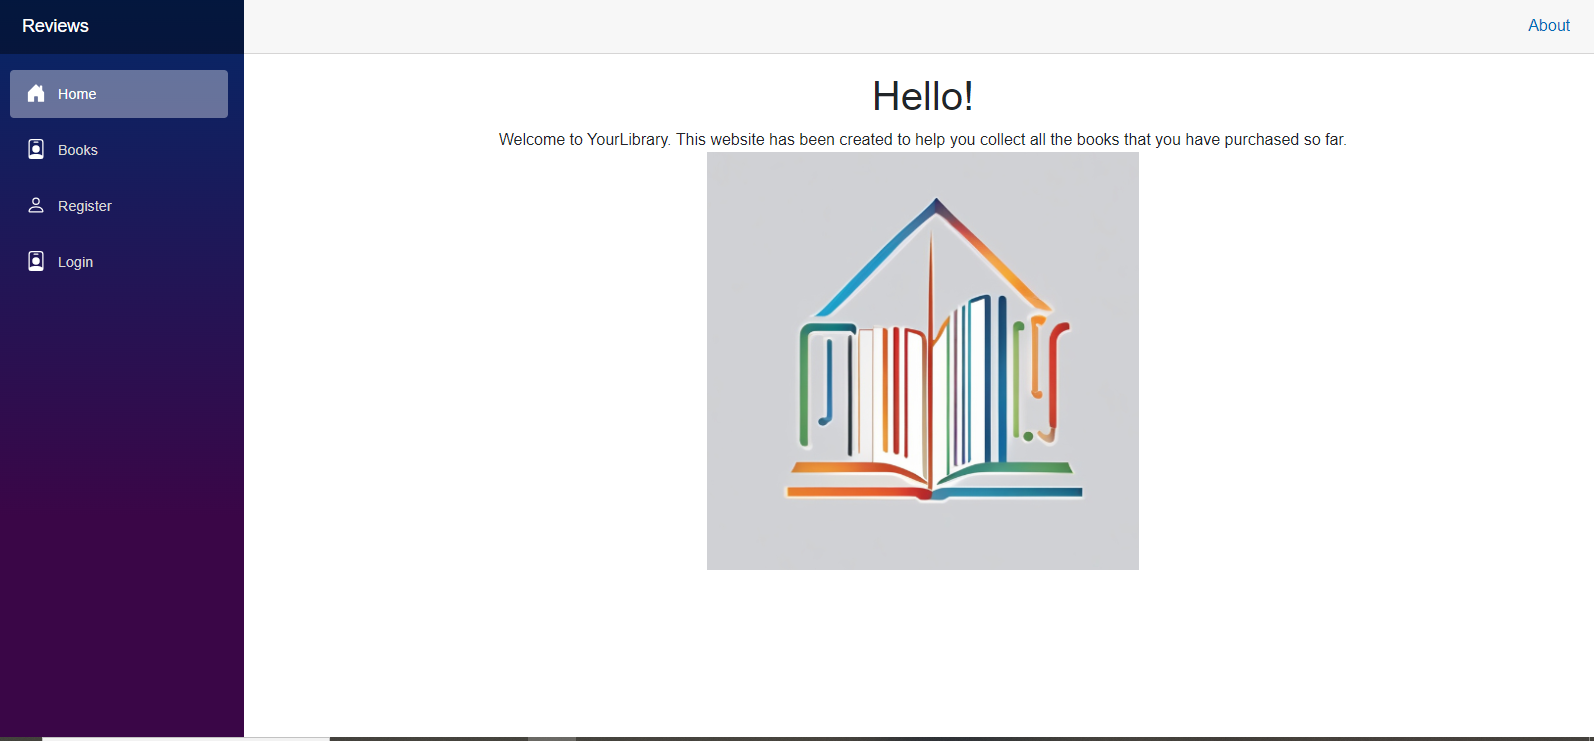 Reviews
About
Home
Books
Register
Login
Hello!
Welcome to YourLibrary. This website has been created to help you collect all the books that you have purchased so far.